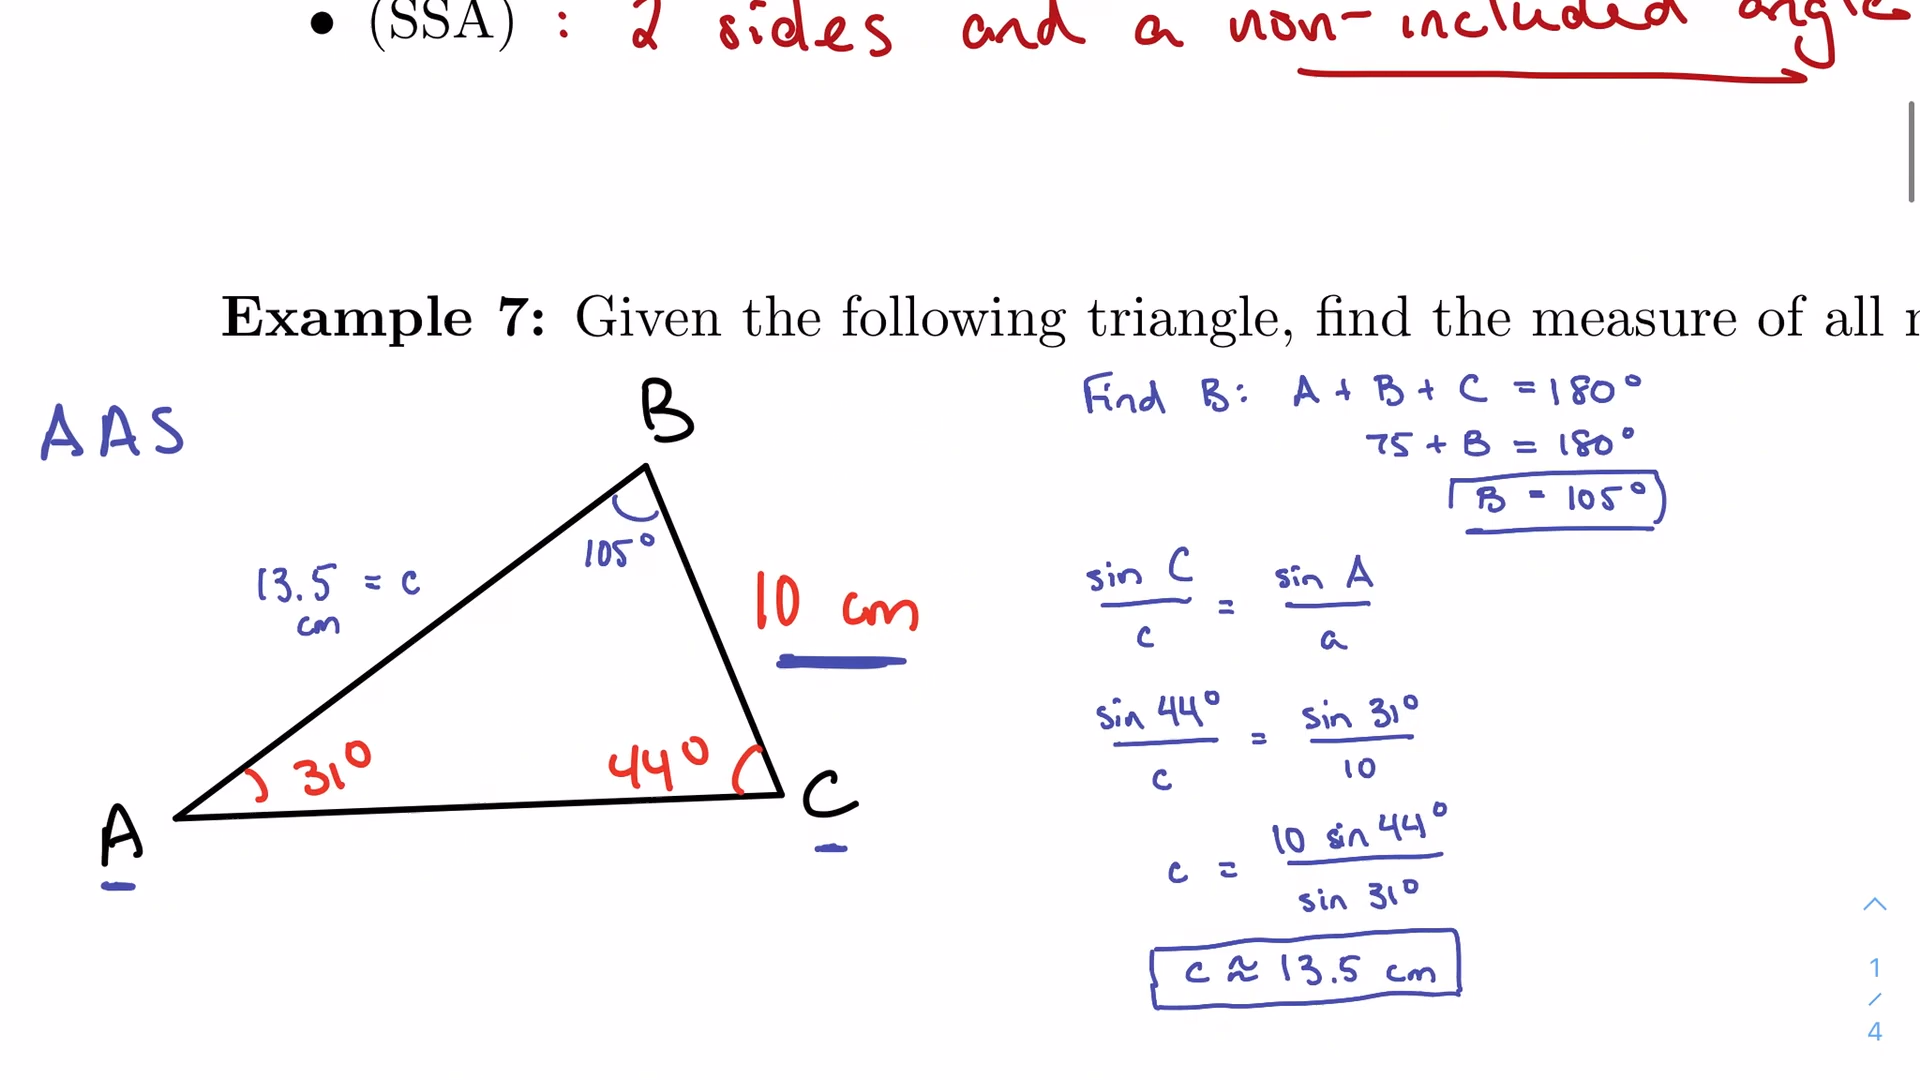 • (SSA) : 2 sides and a non-included angle
Example 7: Given the following triangle, find the measure of all
AAS
B
Find B: A + B + C = 180°
75 + B = 180°
B = 105°
105°
13.5 = c
cm
10 cm
sin C / c = sin A / a
31°
44°
A
C
sin 44° / c = sin 31° / 10
c = 10 sin 44° / sin 31°
c ≈ 13.5 cm
1
/
4